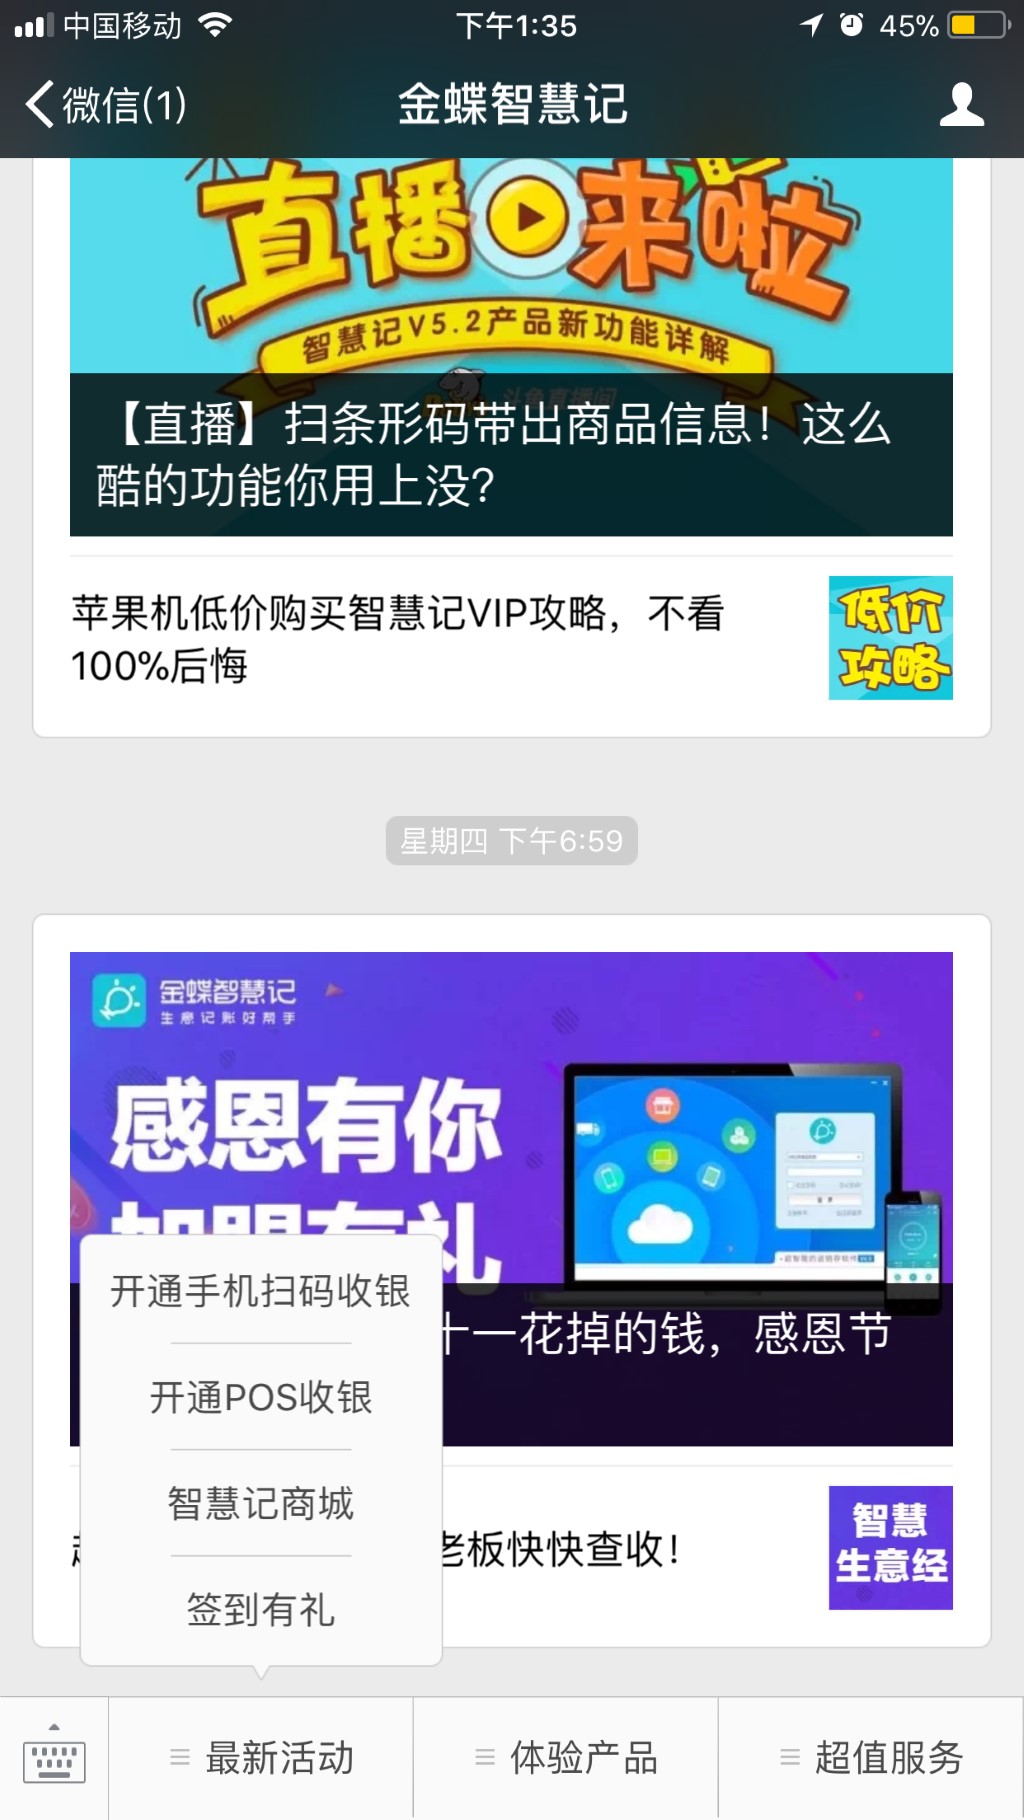 中国移动
下午1:35
45%
微信(1)
金蝶智慧记
直播来啦
智慧记V5.2产品新功能详解
斗鱼直播间
【直播】扫条形码带出商品信息！这么
酷的功能你用上没？
苹果机低价购买智慧记VIP攻略，不看
100%后悔
低价
攻略
星期四 下午6:59
金蝶智慧记
生意记账好帮手
感恩有你
加盟有礼
十一花掉的钱，感恩节
老板快快查收！
智慧
生意经
开通手机扫码收银
开通POS收银
智慧记商城
签到有礼
最新活动
体验产品
超值服务